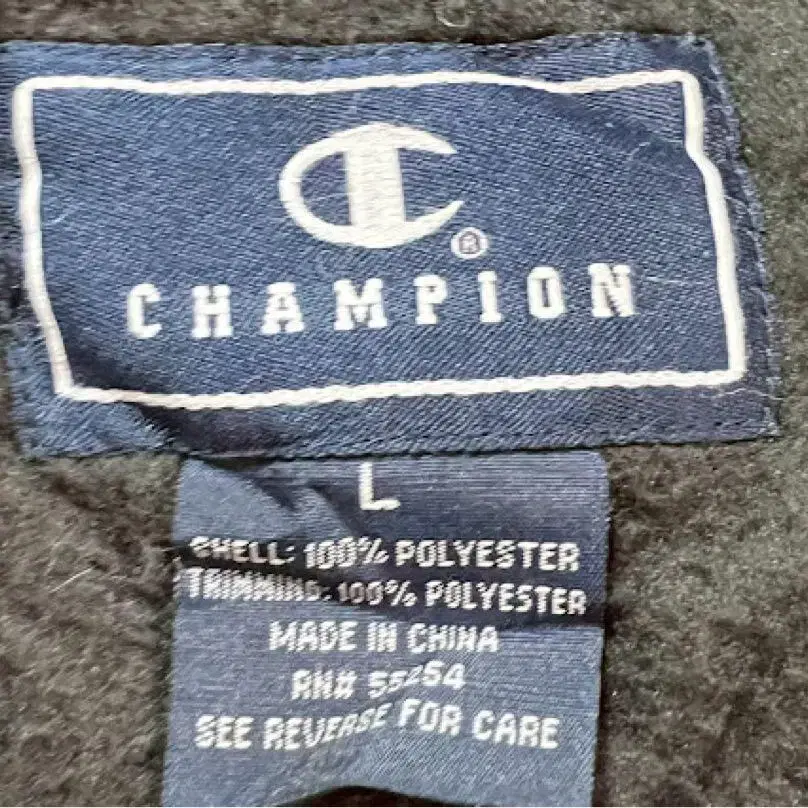 C®
CHAMPION
L
SHELL: 100% POLYESTER
TRIMMING: 100% POLYESTER
MADE IN CHINA
RN# 55254
SEE REVERSE FOR CARE